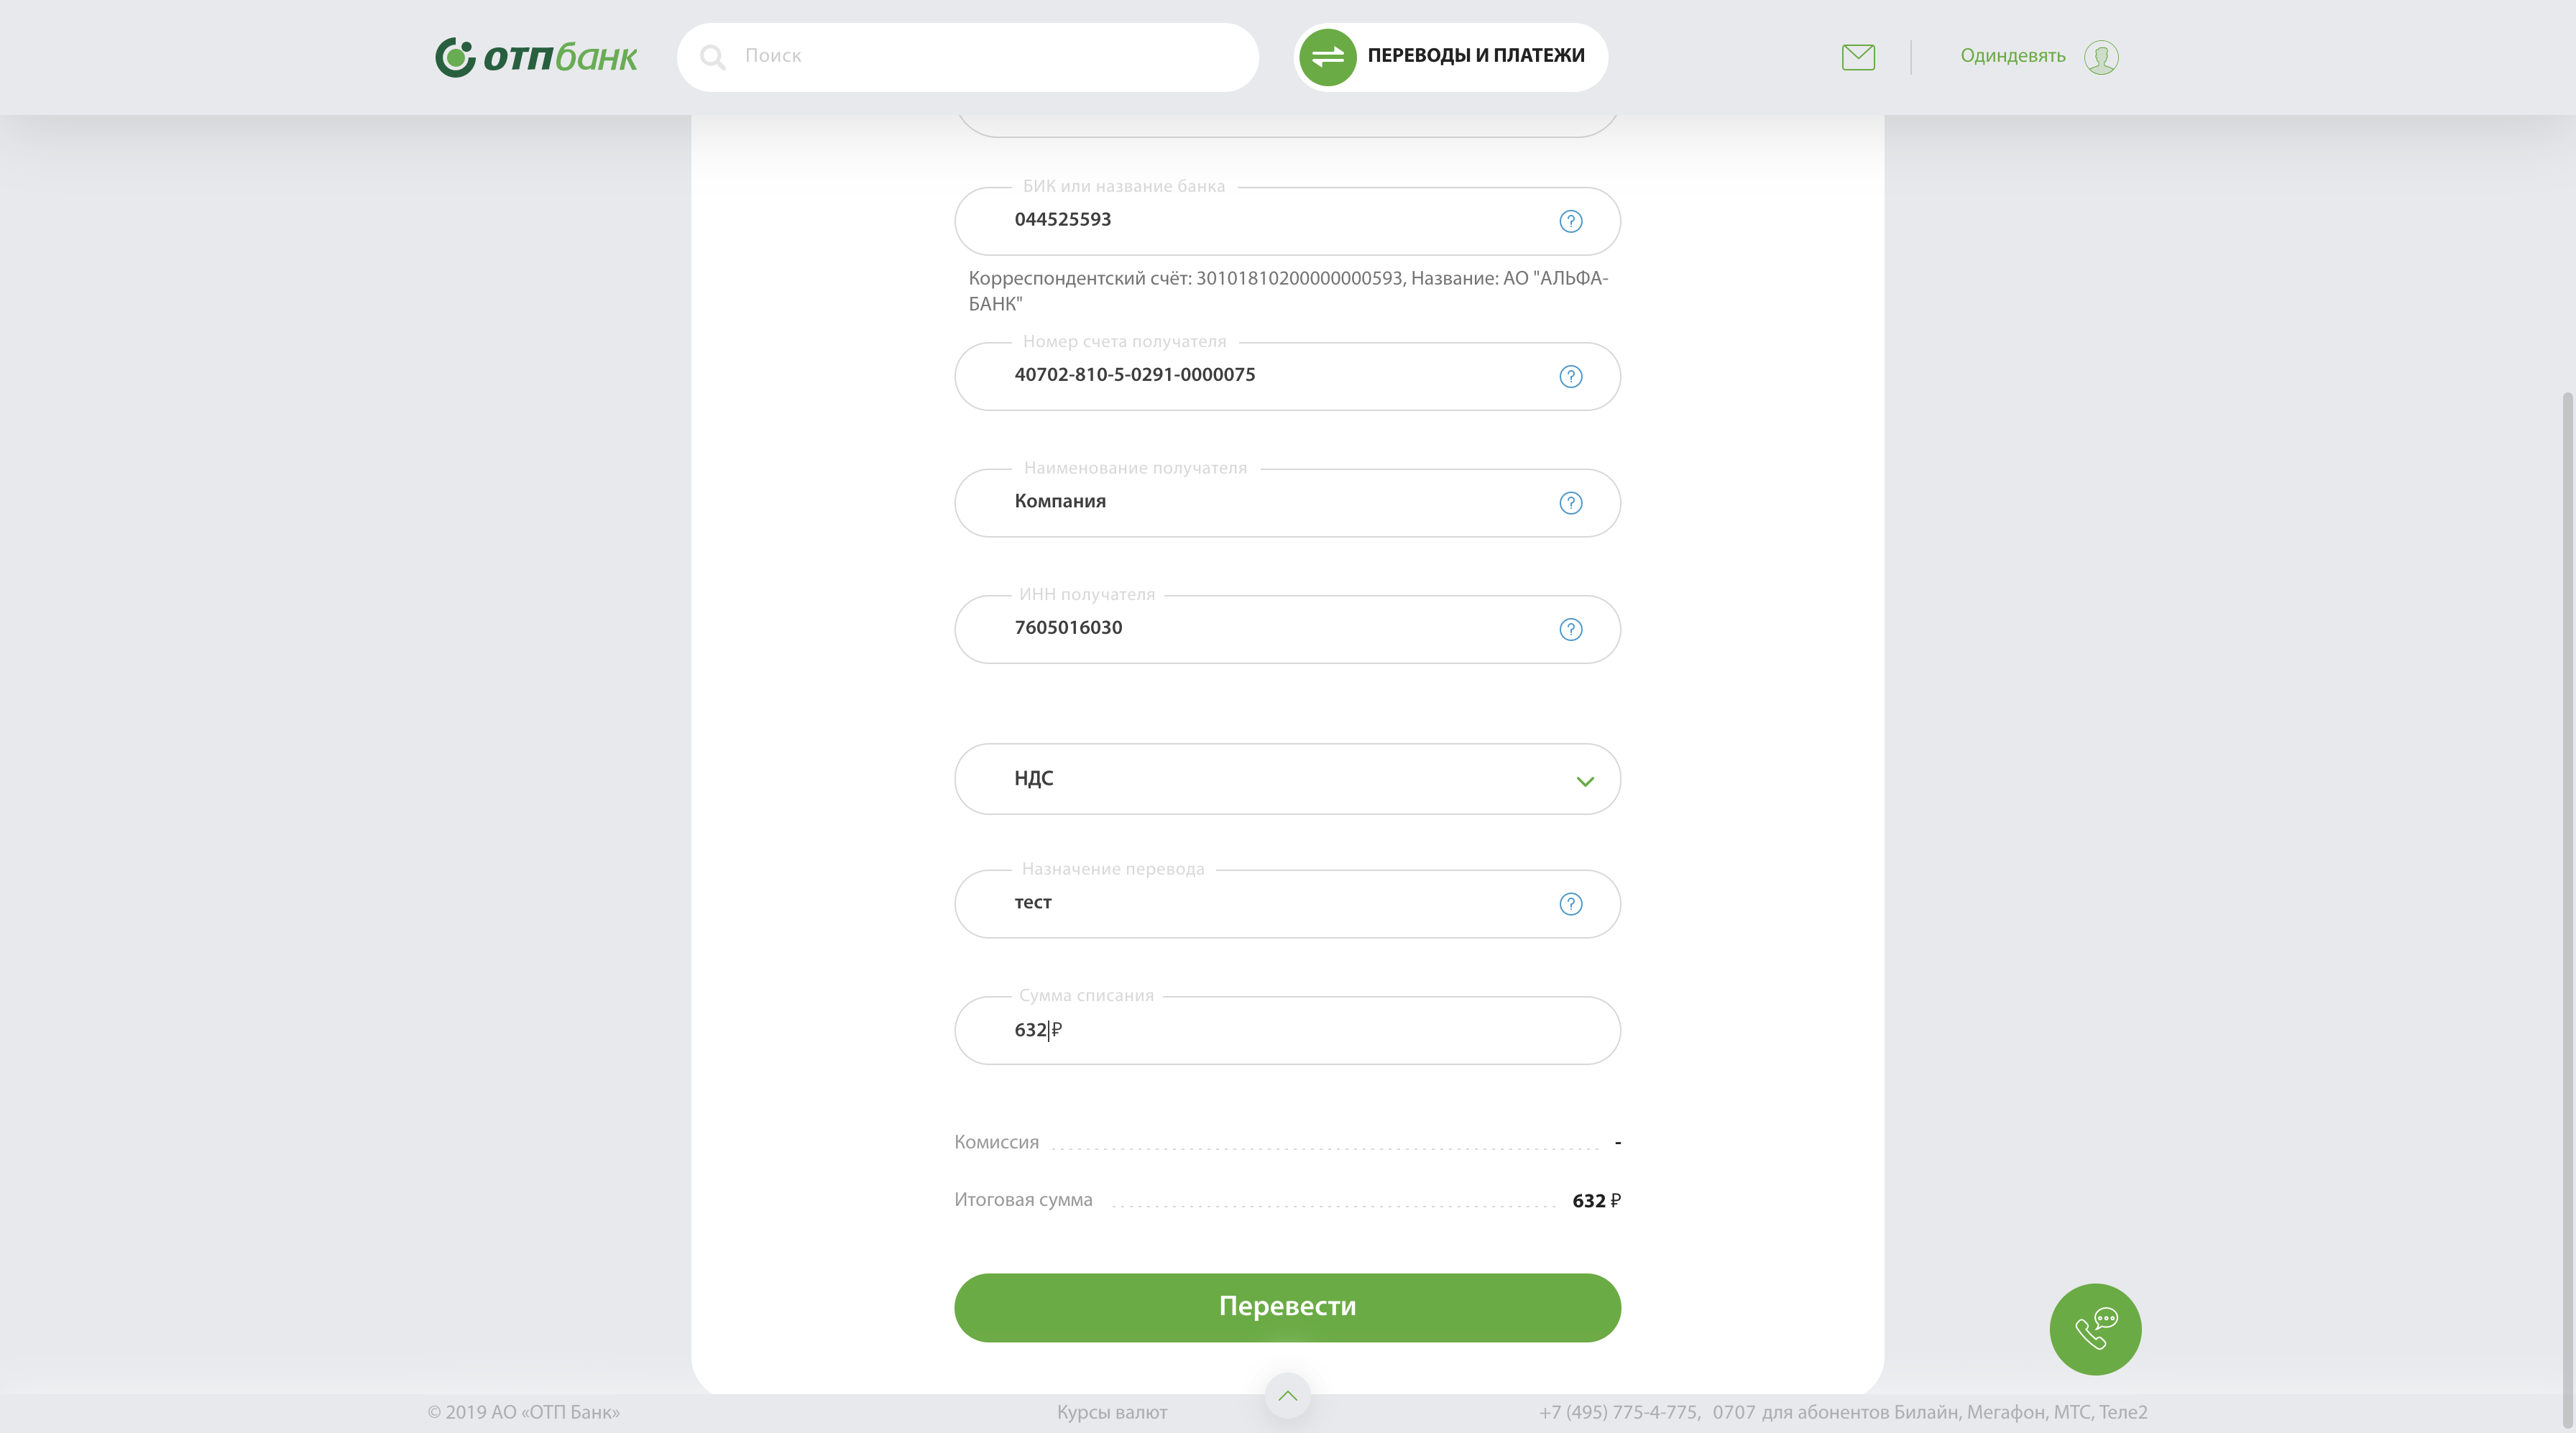 отпбанк
Поиск
ПЕРЕВОДЫ И ПЛАТЕЖИ
Одиндевять
БИК или название банка
044525593
Корреспондентский счёт: 30101810200000000593, Название: АО "АЛЬФА-
БАНК"
Номер счета получателя
40702-810-5-0291-0000075
Наименование получателя
Компания
ИНН получателя
7605016030
НДС
Назначение перевода
тест
Сумма списания
632 ₽
Комиссия -
Итоговая сумма 632 ₽
Перевести
© 2019 АО «ОТП Банк»
Курсы валют
+7 (495) 775-4-775, 0707 для абонентов Билайн, Мегафон, МТС, Теле2